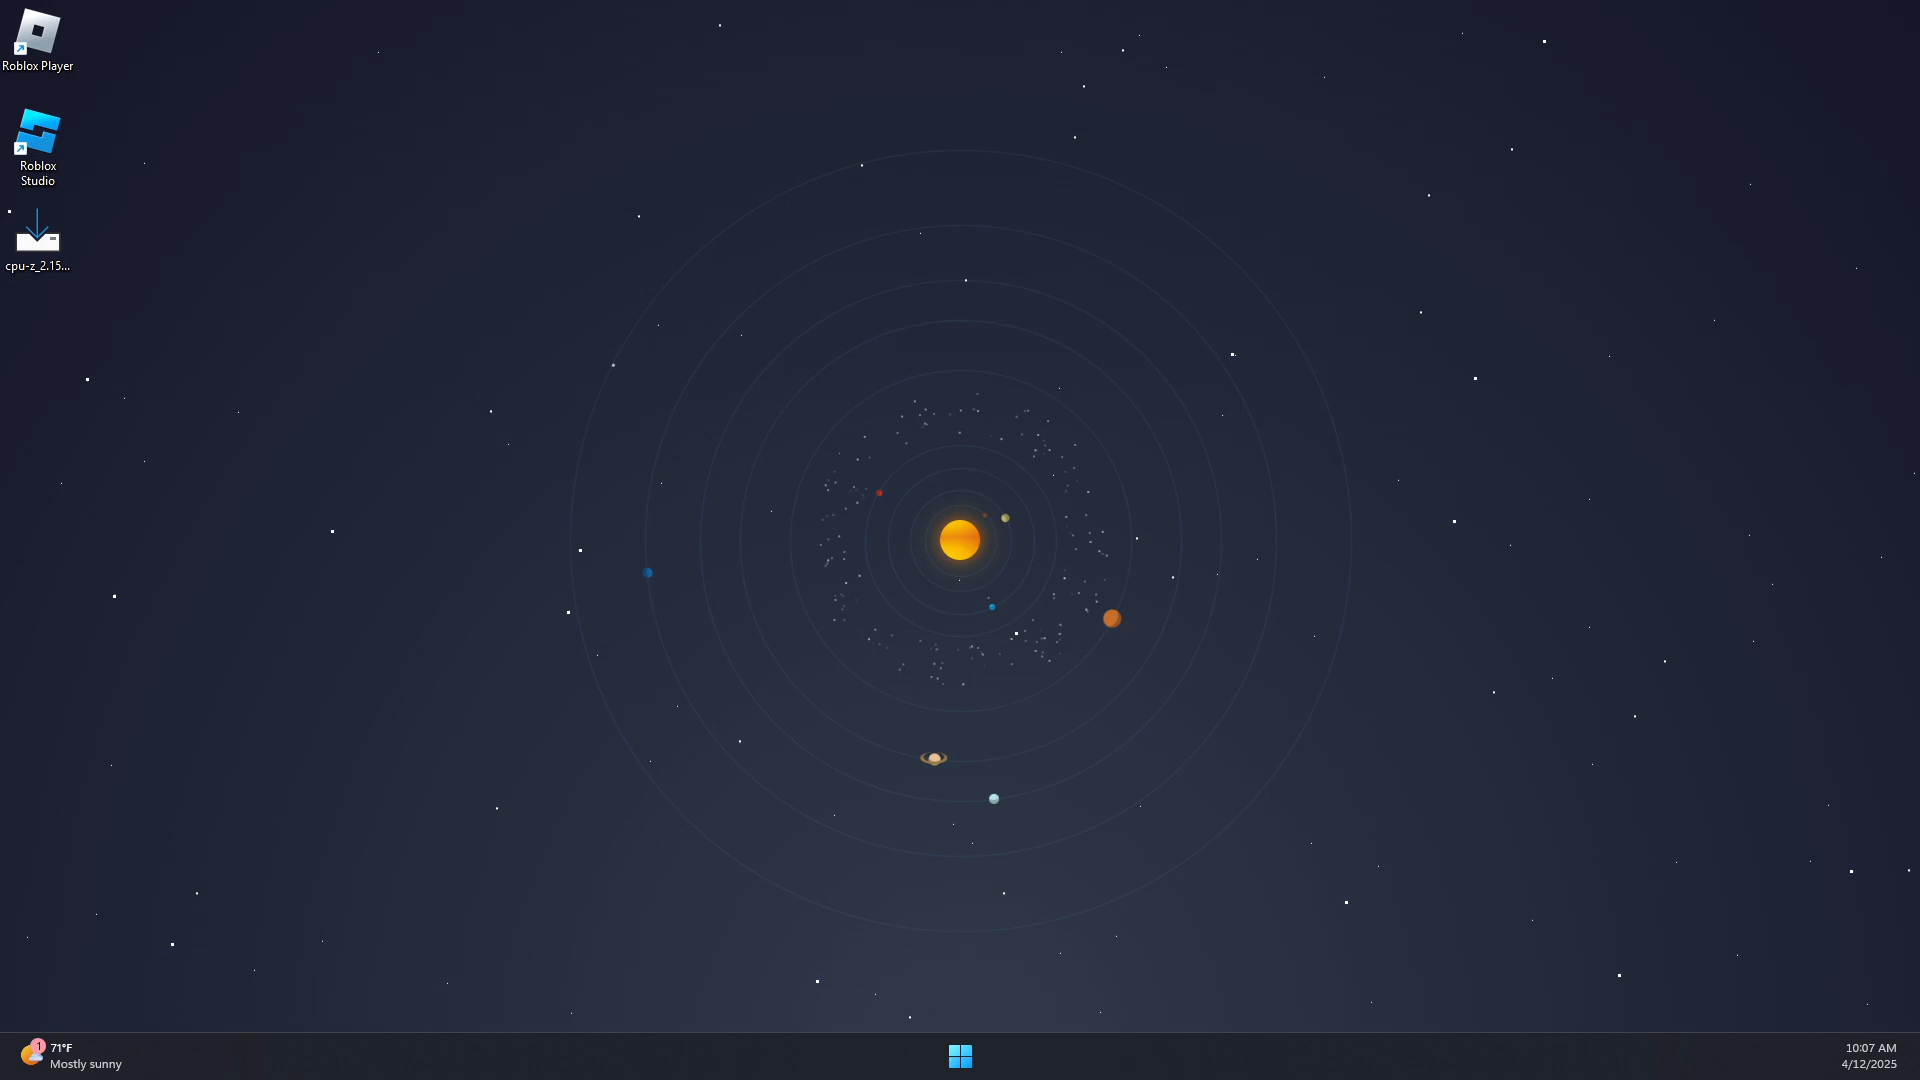 Roblox Player
Roblox
Studio
cpu-z_2.15...
1
71°F
Mostly sunny
10:07 AM
4/12/2025